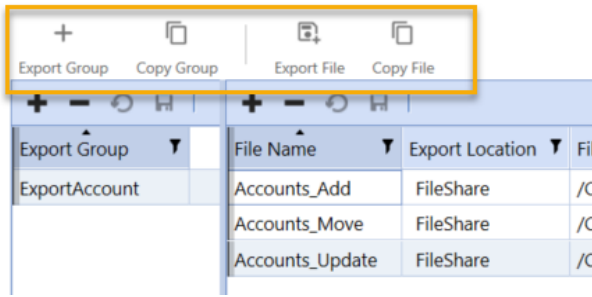 Export Group Copy Group Export File Copy File
Export Group File Name Export Location Fi
ExportAccount Accounts_Add FileShare /
Accounts_Move FileShare /
Accounts_Update FileShare /